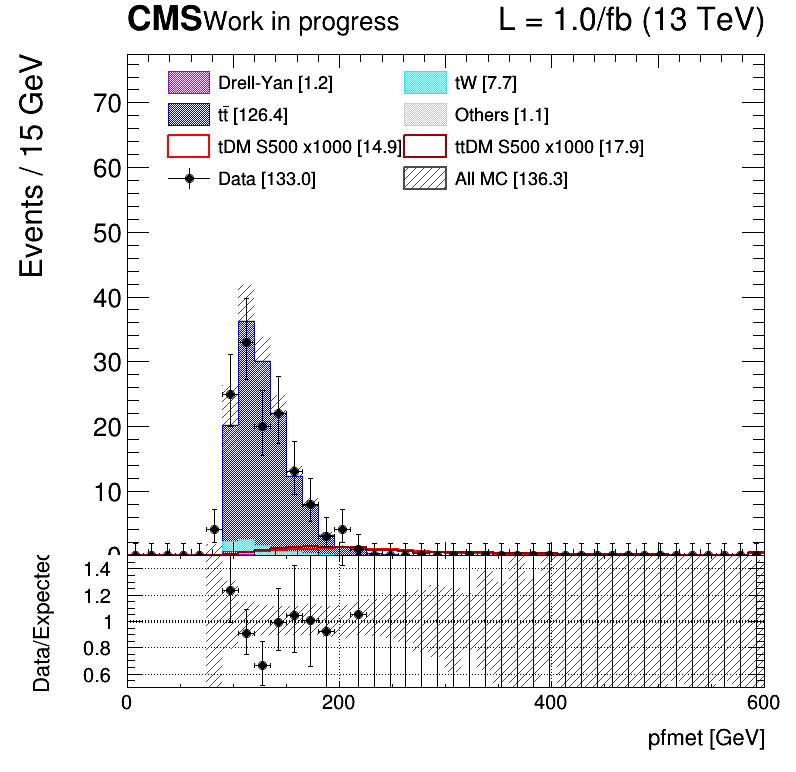 CMS Work in progress L = 1.0/fb (13 TeV)
Events / 15 GeV
Drell-Yan [1.2] tW [7.7]
tt̄ [126.4] Others [1.1]
tDM S500 x1000 [14.9] ttDM S500 x1000 [17.9]
Data [133.0] All MC [136.3]
70
60
50
40
30
20
10
0
Data/Expected
1.4
1.2
1
0.8
0.6
0 200 400 600
pfmet [GeV]